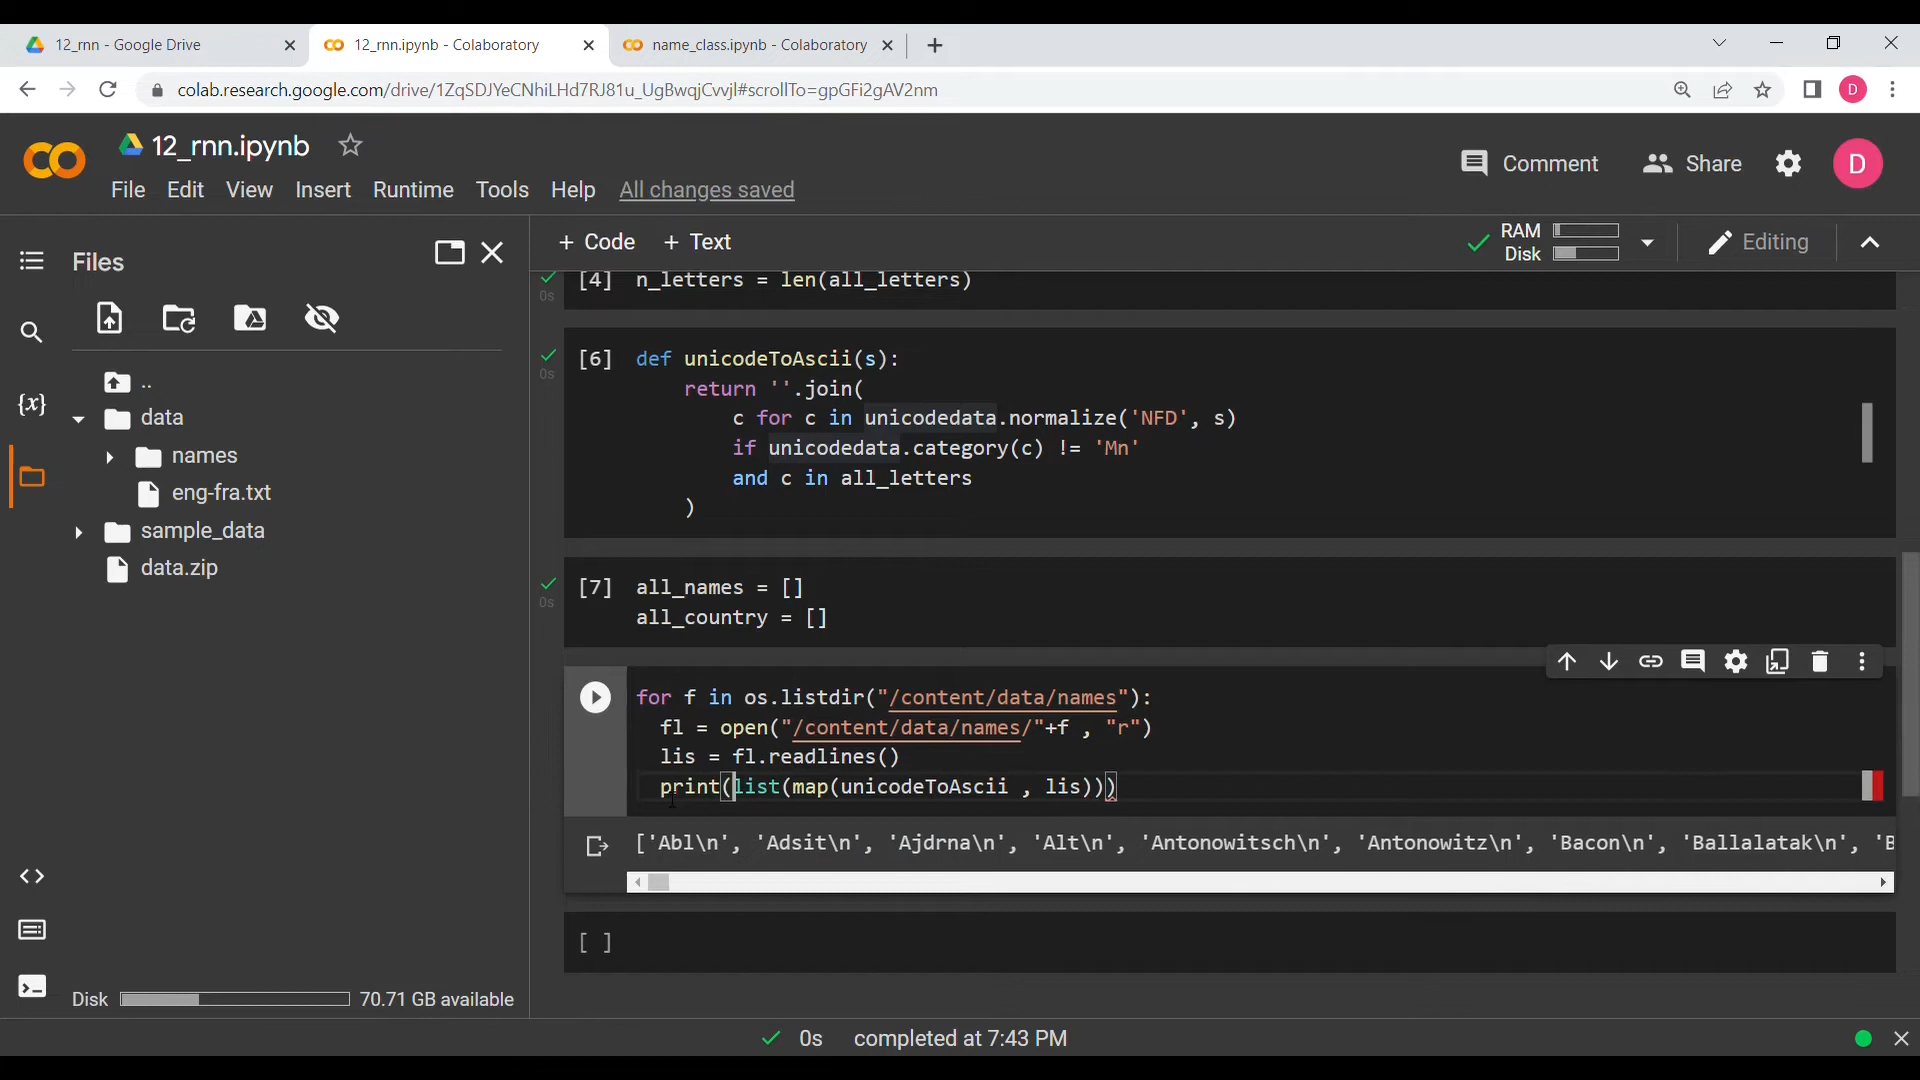 12_rnn - Google Drive
12_rnn.ipynb - Colaboratory
name_class.ipynb - Colaboratory
colab.research.google.com/drive/1ZqSDJYeCNhiLHd7RJ81u_UgBwqjCvvjl#scrollTo=gpGFi2gAV2nm
D
12_rnn.ipynb
Comment
Share
D
File Edit View Insert Runtime Tools Help All changes saved
Files
+ Code + Text
RAM
Disk
Editing
..
data
names
eng-fra.txt
sample_data
data.zip
{x}
<>
Disk 70.71 GB available
0s
[4] n_letters = len(all_letters)
0s
[6] def unicodeToAscii(s):
return ''.join(
c for c in unicodedata.normalize('NFD', s)
if unicodedata.category(c) != 'Mn'
and c in all_letters
)
0s
[7] all_names = []
all_country = []
for f in os.listdir("/content/data/names"):
fl = open("/content/data/names/"+f , "r")
lis = fl.readlines()
print(list(map(unicodeToAscii , lis)))
['Abl\n', 'Adsit\n', 'Ajdrna\n', 'Alt\n', 'Antonowitsch\n', 'Antonowitz\n', 'Bacon\n', 'Ballalatak\n', 'B
[ ]
0s completed at 7:43 PM